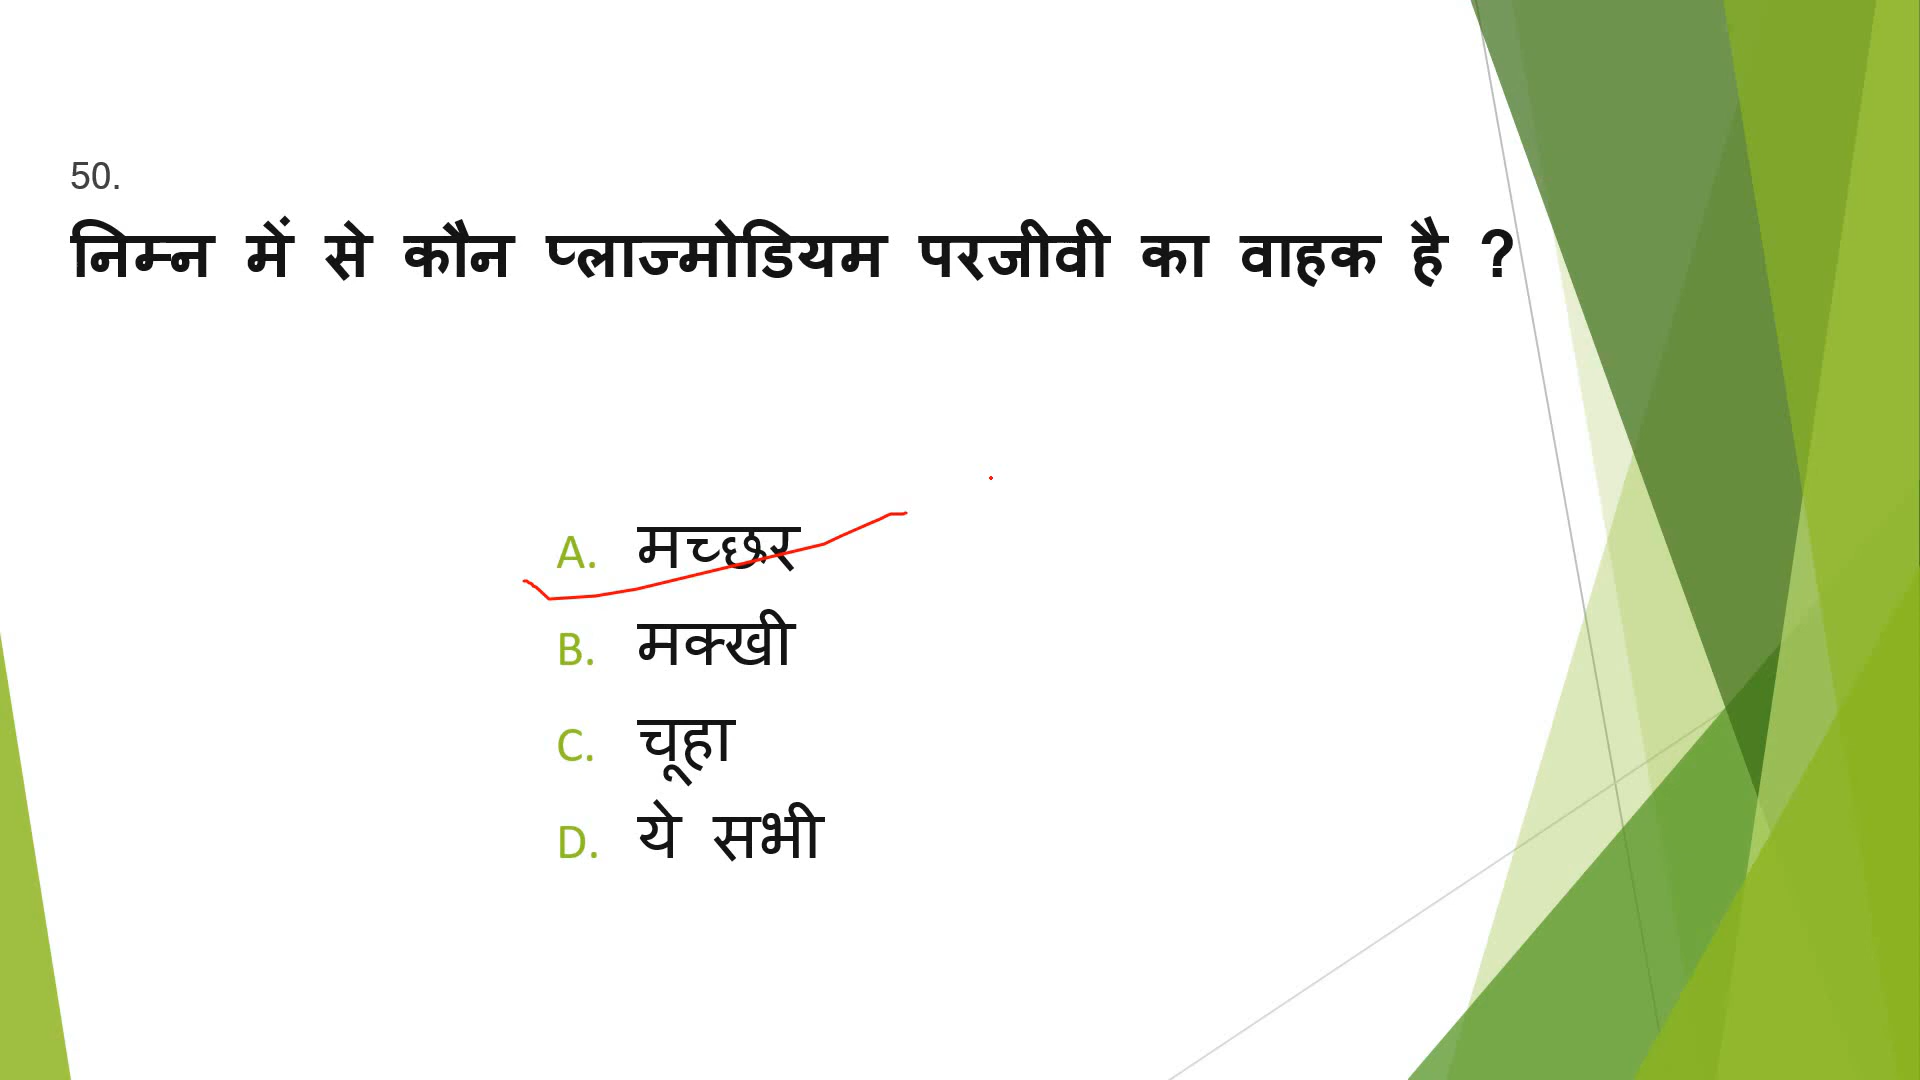 50.
निम्न में से कौन प्लाज्मोडियम परजीवी का वाहक है ?
A. मच्छर
B. मक्खी
C. चूहा
D. ये सभी